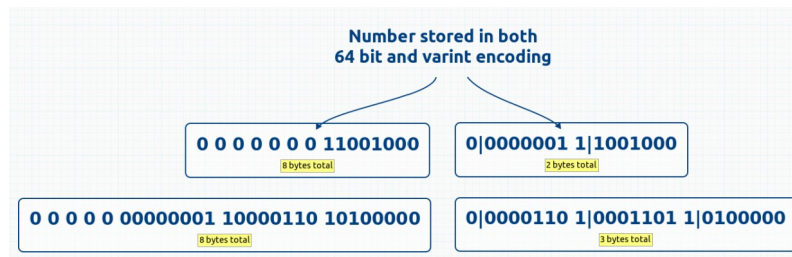 Number stored in both
64 bit and varint encoding
0 0 0 0 0 0 0 11001000
8 bytes total
0|0000001 1|1001000
2 bytes total
0 0 0 0 0 00000001 10000110 10100000
8 bytes total
0|0000110 1|0001101 1|0100000
3 bytes total